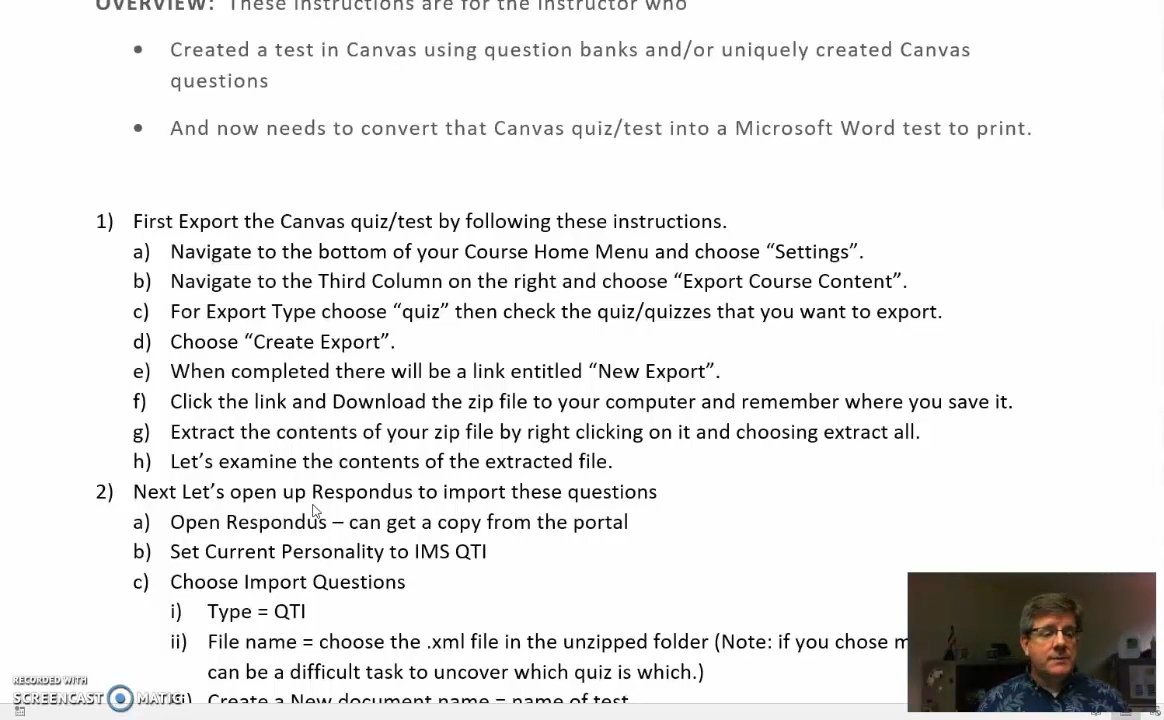 OVERVIEW: These instructions are for the instructor who
• Created a test in Canvas using question banks and/or uniquely created Canvas
questions
• And now needs to convert that Canvas quiz/test into a Microsoft Word test to print.
1) First Export the Canvas quiz/test by following these instructions.
a) Navigate to the bottom of your Course Home Menu and choose “Settings”.
b) Navigate to the Third Column on the right and choose “Export Course Content”.
c) For Export Type choose “quiz” then check the quiz/quizzes that you want to export.
d) Choose “Create Export”.
e) When completed there will be a link entitled “New Export”.
f) Click the link and Download the zip file to your computer and remember where you save it.
g) Extract the contents of your zip file by right clicking on it and choosing extract all.
h) Let’s examine the contents of the extracted file.
2) Next Let’s open up Respondus to import these questions
a) Open Respondus – can get a copy from the portal
b) Set Current Personality to IMS QTI
c) Choose Import Questions
i) Type = QTI
ii) File name = choose the .xml file in the unzipped folder (Note: if you chose
can be a difficult task to uncover which quiz is which.)
Create a New document name = name of test
RECORDED WITH
SCREENCAST MATIC